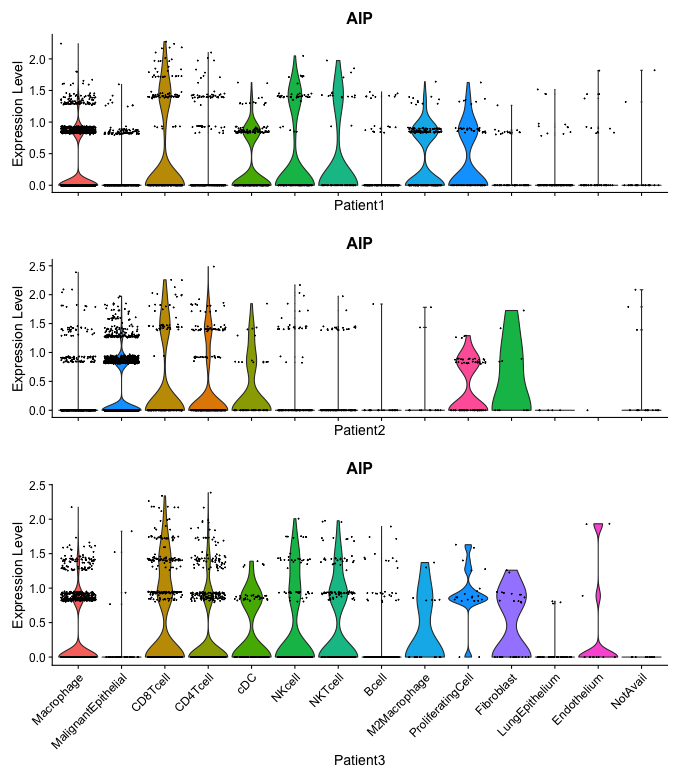 AIP
Expression Level
2.0
1.5
1.0
0.5
0.0
Patient1
AIP
Expression Level
2.5
2.0
1.5
1.0
0.5
0.0
Patient2
AIP
Expression Level
2.5
2.0
1.5
1.0
0.5
0.0
Macrophage
MalignantEpithelial
CD8Tcell
CD4Tcell
cDC
NKcell
NKTcell
Bcell
M2Macrophage
ProliferatingCell
Fibroblast
LungEpithelium
Endothelium
NotAvail
Patient3